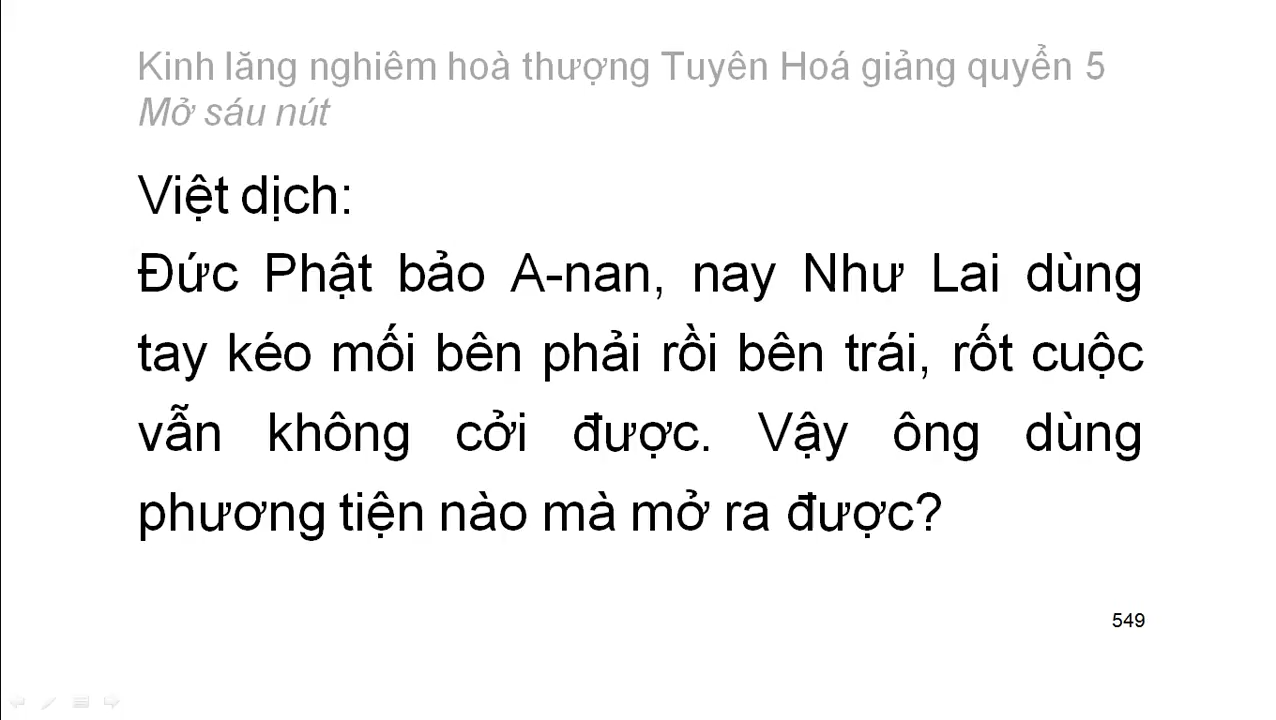 Kinh lăng nghiêm hoà thượng Tuyên Hoá giảng quyển 5
Mở sáu nút
Việt dịch:
Đức Phật bảo A-nan, nay Như Lai dùng
tay kéo mối bên phải rồi bên trái, rốt cuộc
vẫn không cởi được. Vậy ông dùng
phương tiện nào mà mở ra được?
549